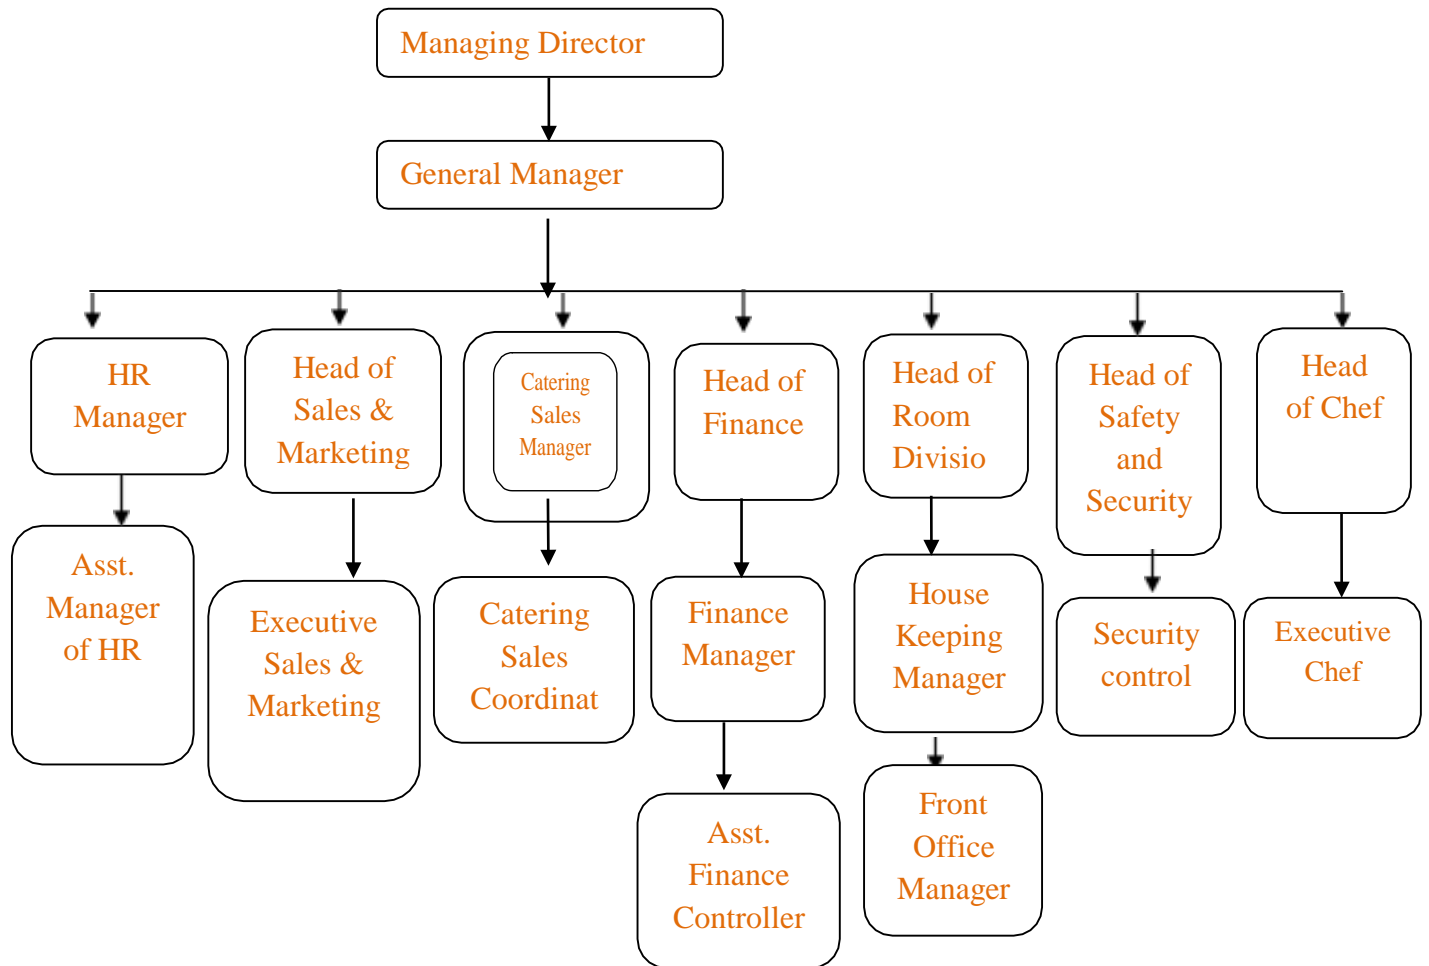 Managing Director
General Manager
HR
Manager
Head of
Sales &
Marketing
Catering
Sales
Manager
Head of
Finance
Head of
Room
Divisio
Head of
Safety
and
Security
Head
of Chef
Asst.
Manager
of HR
Executive
Sales &
Marketing
Catering
Sales
Coordinat
Finance
Manager
House
Keeping
Manager
Security
control
Executive
Chef
Asst.
Finance
Controller
Front
Office
Manager